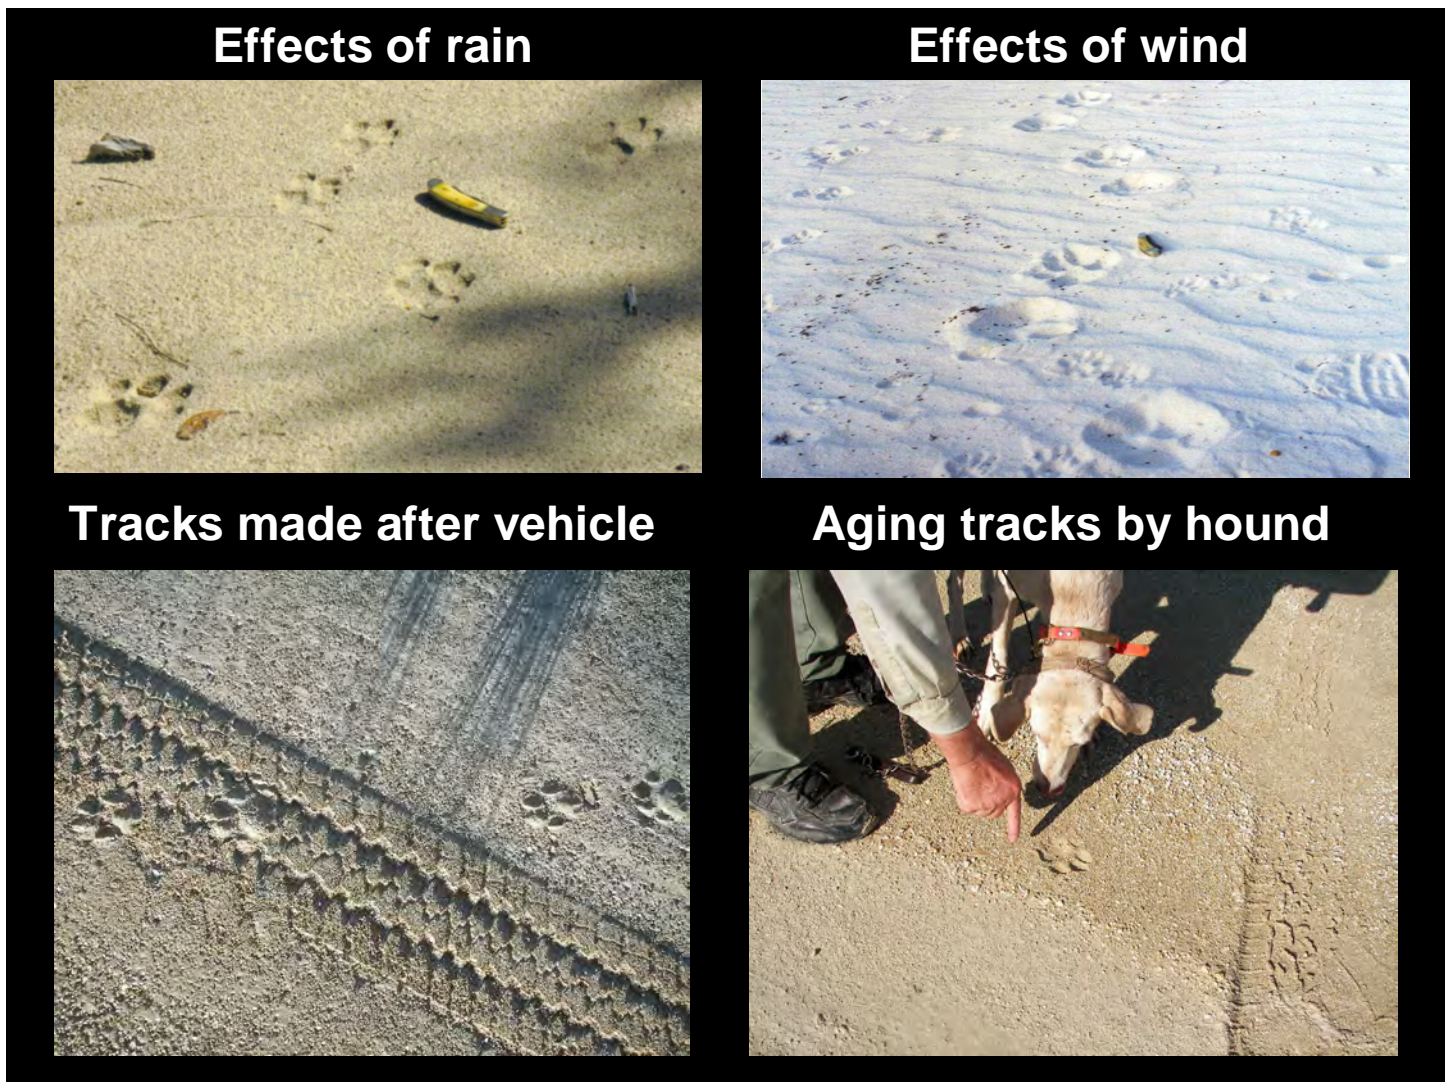 Effects of rain
Effects of wind
Tracks made after vehicle
Aging tracks by hound